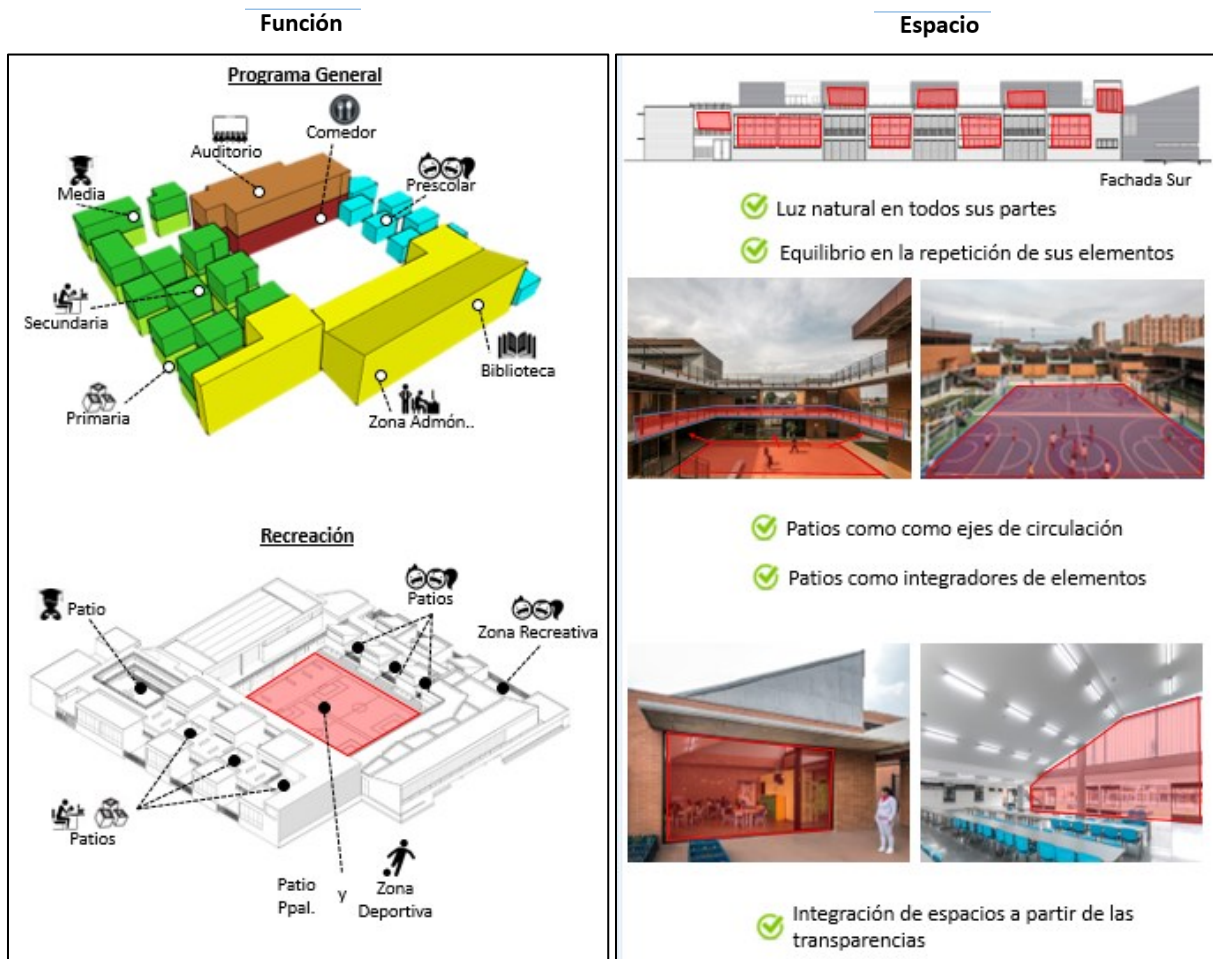 Función
Programa General
Comedor
Auditorio
Prescolar
Media
Secundaria
Biblioteca
Primaria
Zona Admón..
Recreación
Patios
Patio
Zona Recreativa
Patios
Patio
Ppal.
y
Zona
Deportiva
Espacio
Fachada Sur
Luz natural en todos sus partes
Equilibrio en la repetición de sus elementos
Patios como como ejes de circulación
Patios como integradores de elementos
Integración de espacios a partir de las
transparencias